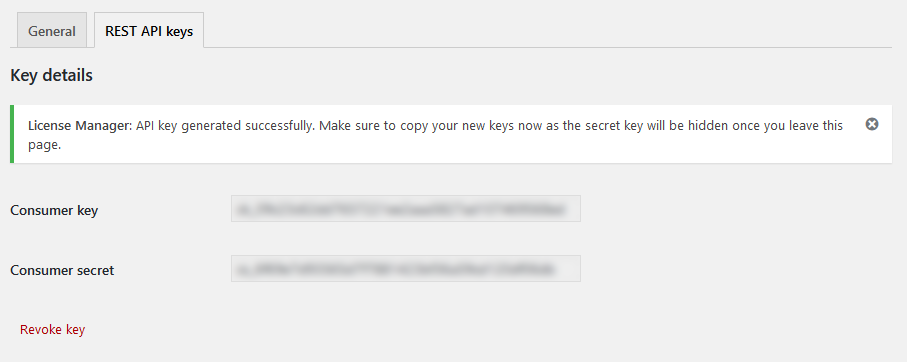 General
REST API keys
Key details
License Manager: API key generated successfully. Make sure to copy your new keys now as the secret key will be hidden once you leave this
page.
Consumer key
Consumer secret
Revoke key